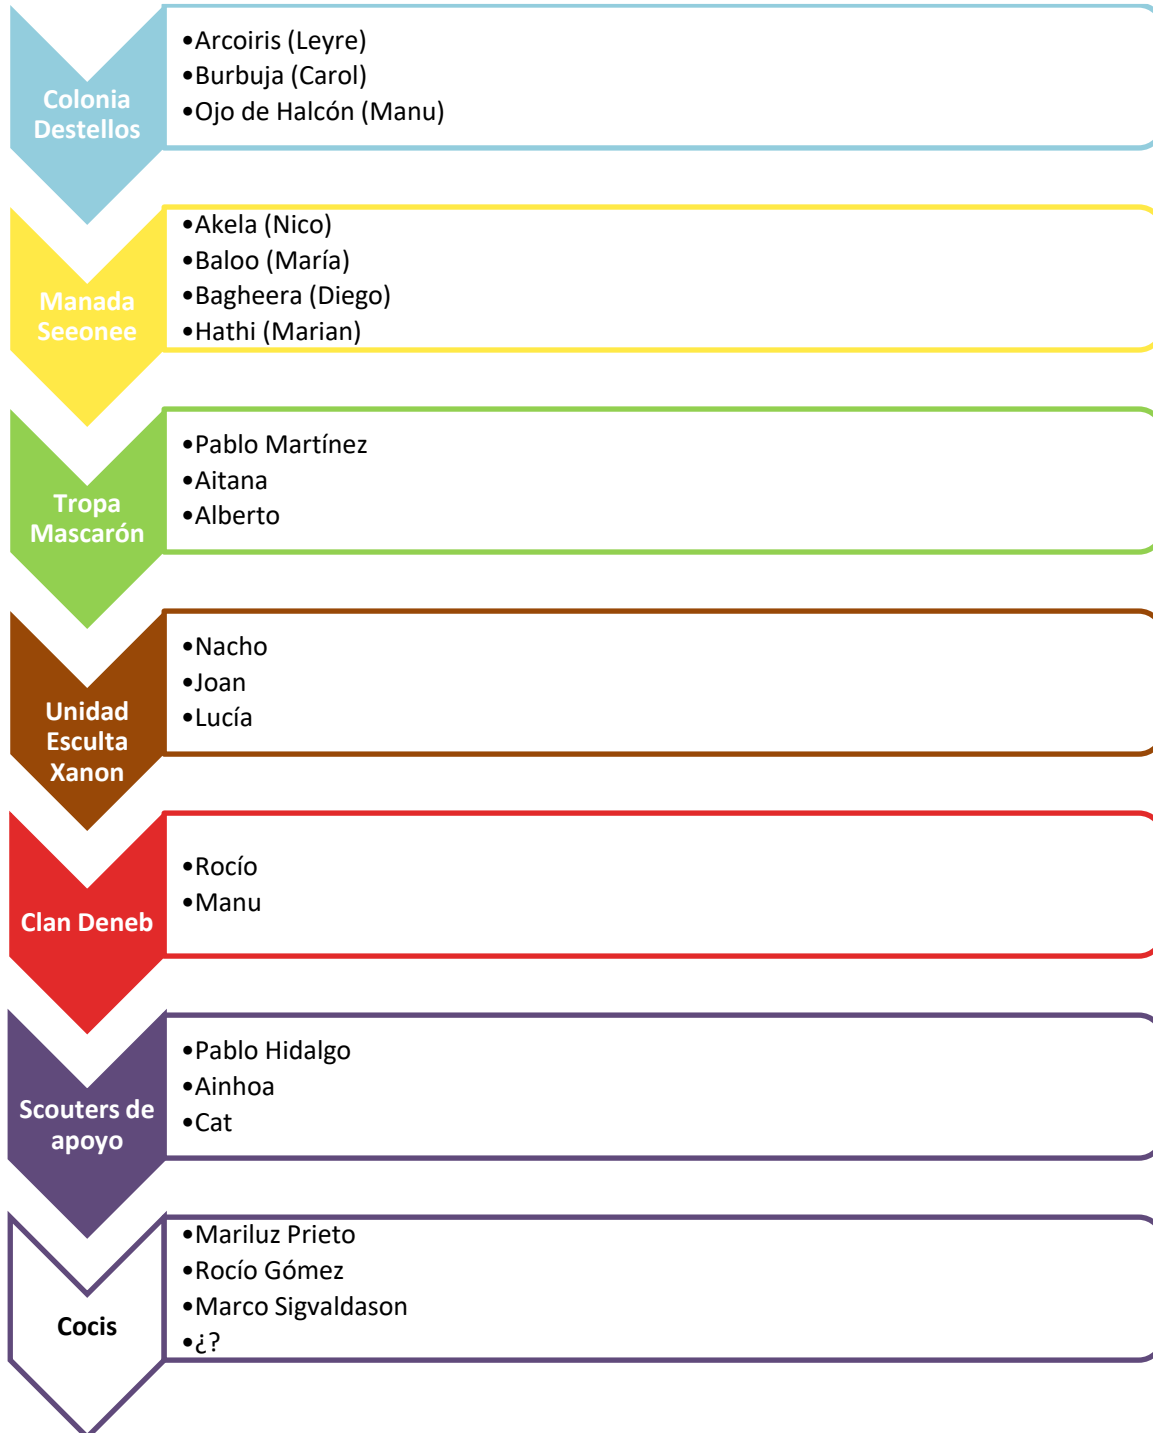 Colonia
Destellos
•Arcoiris (Leyre)
•Burbuja (Carol)
•Ojo de Halcón (Manu)
Manada
Seeonee
•Akela (Nico)
•Baloo (María)
•Bagheera (Diego)
•Hathi (Marian)
Tropa
Mascarón
•Pablo Martínez
•Aitana
•Alberto
Unidad
Esculta
Xanon
•Nacho
•Joan
•Lucía
Clan Deneb
•Rocío
•Manu
Scouters de
apoyo
•Pablo Hidalgo
•Ainhoa
•Cat
Cocis
•Mariluz Prieto
•Rocío Gómez
•Marco Sigvaldason
•¿?